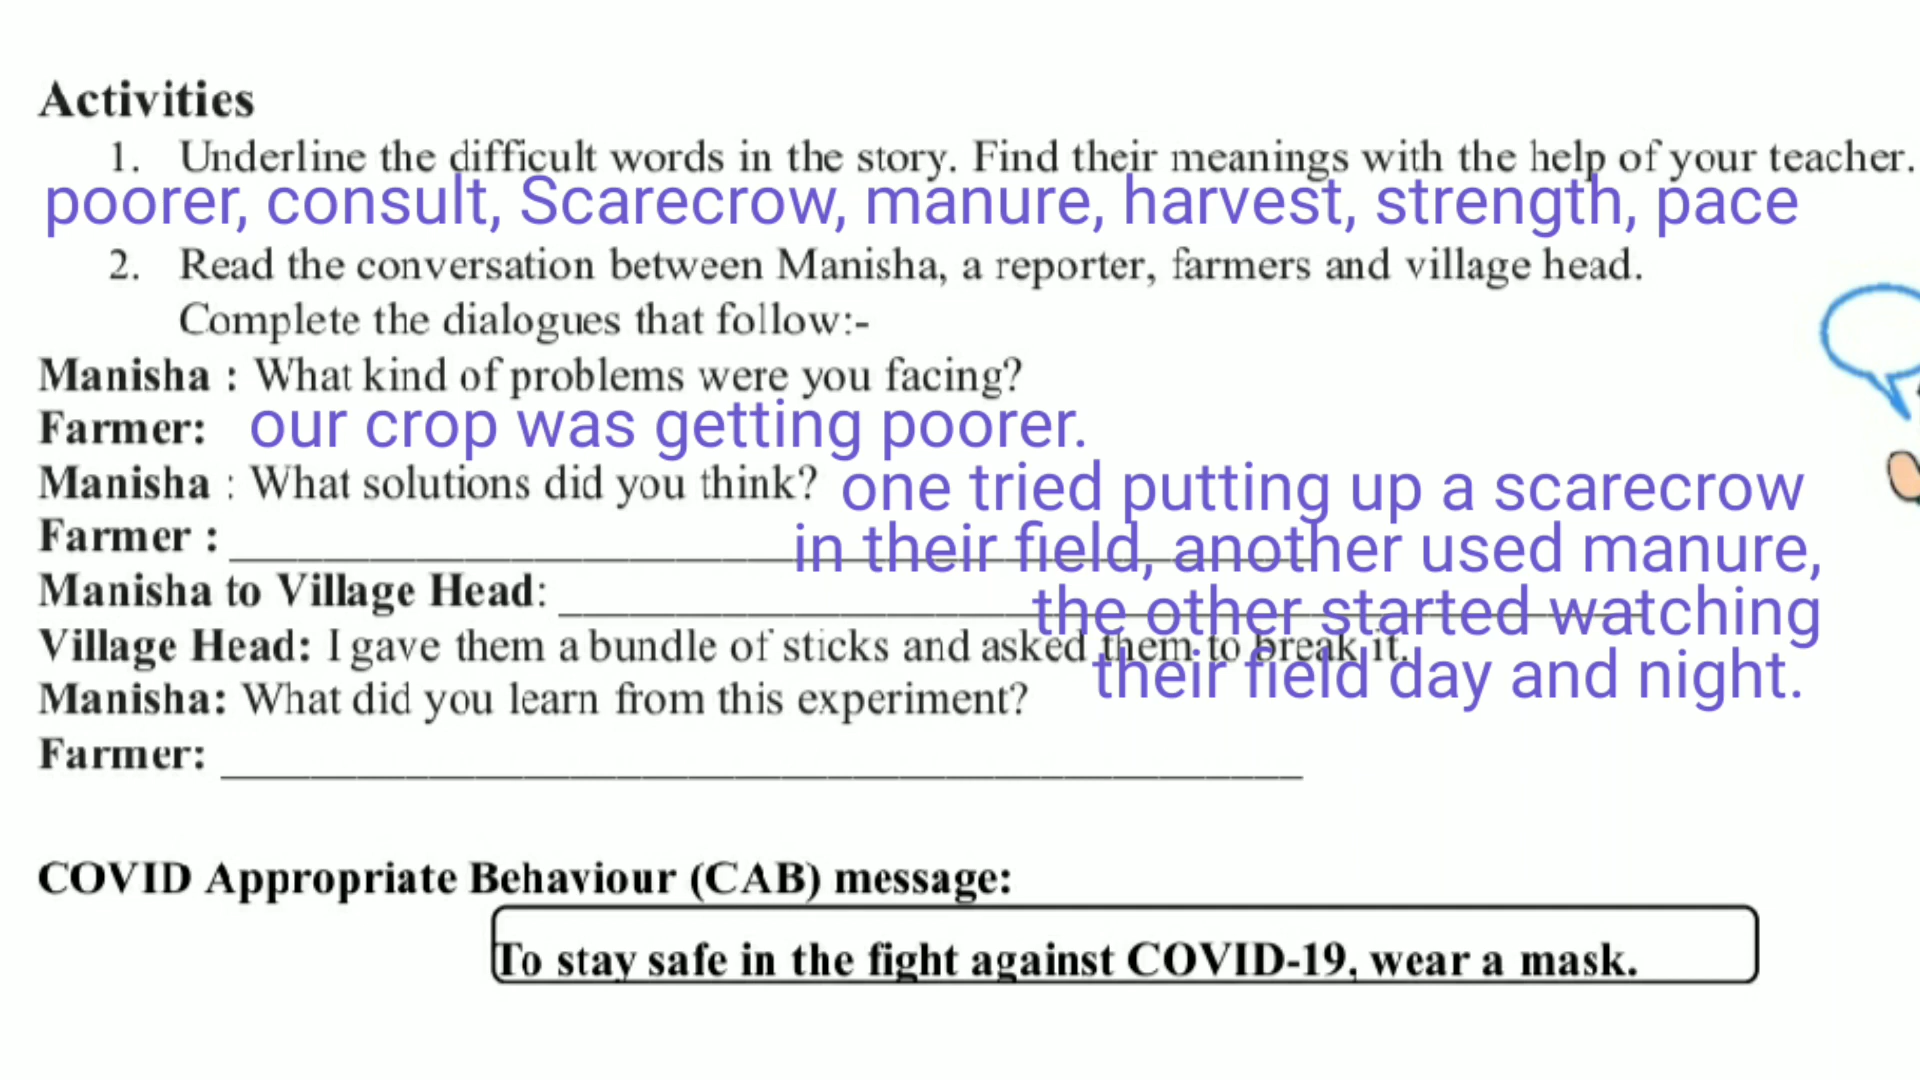 Activities
1. Underline the difficult words in the story. Find their meanings with the help of your teacher.
poorer, consult, Scarecrow, manure, harvest, strength, pace
2. Read the conversation between Manisha, a reporter, farmers and village head.
Complete the dialogues that follow:-
Manisha : What kind of problems were you facing?
Farmer: our crop was getting poorer.
Manisha : What solutions did you think? one tried putting up a scarecrow
Farmer : in their field, another used manure,
Manisha to Village Head: the other started watching
Village Head: I gave them a bundle of sticks and asked them to break it.
their field day and night.
Manisha: What did you learn from this experiment?
Farmer:
COVID Appropriate Behaviour (CAB) message:
To stay safe in the fight against COVID-19, wear a mask.